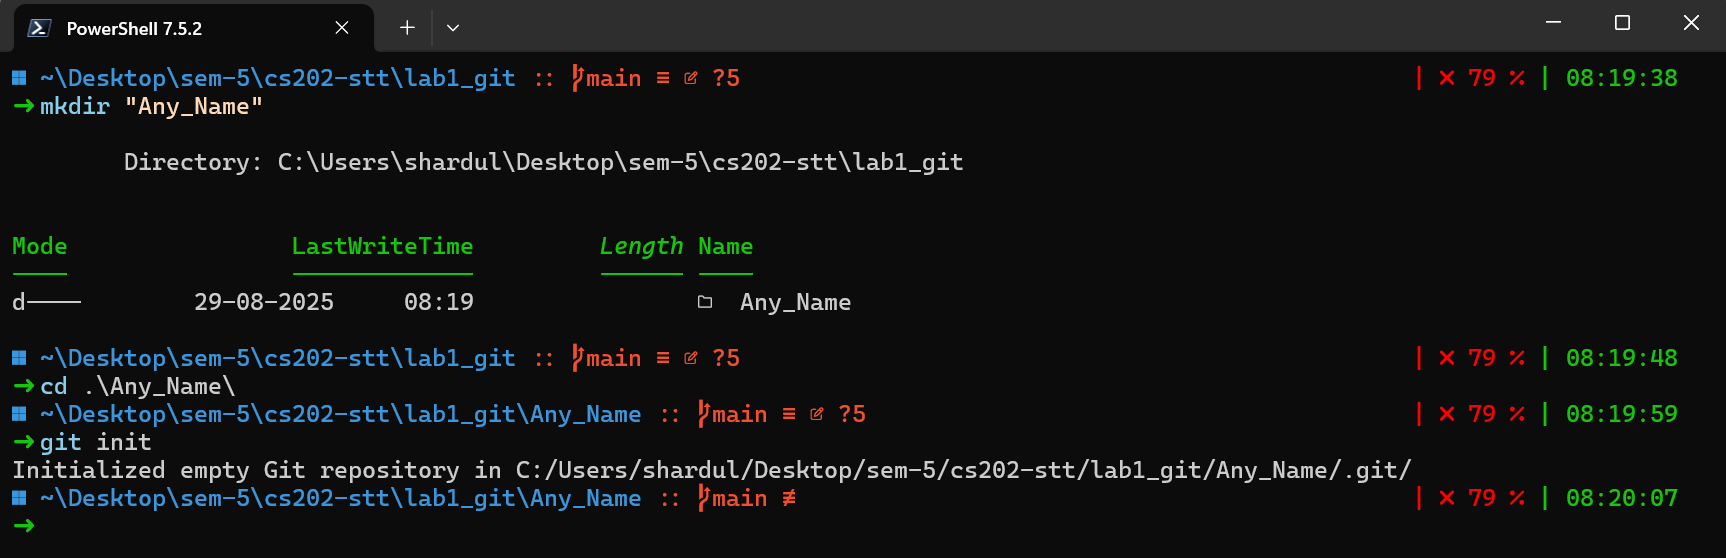 PowerShell 7.5.2
~\Desktop\sem-5\cs202-stt\lab1_git :: main ≡ ?5 | × 79 % | 08:19:38
→ mkdir "Any_Name"
Directory: C:\Users\shardul\Desktop\sem-5\cs202-stt\lab1_git
Mode LastWriteTime Length Name
d---- 29-08-2025 08:19 Any_Name
~\Desktop\sem-5\cs202-stt\lab1_git :: main ≡ ?5 | × 79 % | 08:19:48
→ cd .\Any_Name\
~\Desktop\sem-5\cs202-stt\lab1_git\Any_Name :: main ≡ ?5 | × 79 % | 08:19:59
→ git init
Initialized empty Git repository in C:/Users/shardul/Desktop/sem-5/cs202-stt/lab1_git/Any_Name/.git/
~\Desktop\sem-5\cs202-stt\lab1_git\Any_Name :: main ≢ | × 79 % | 08:20:07
→